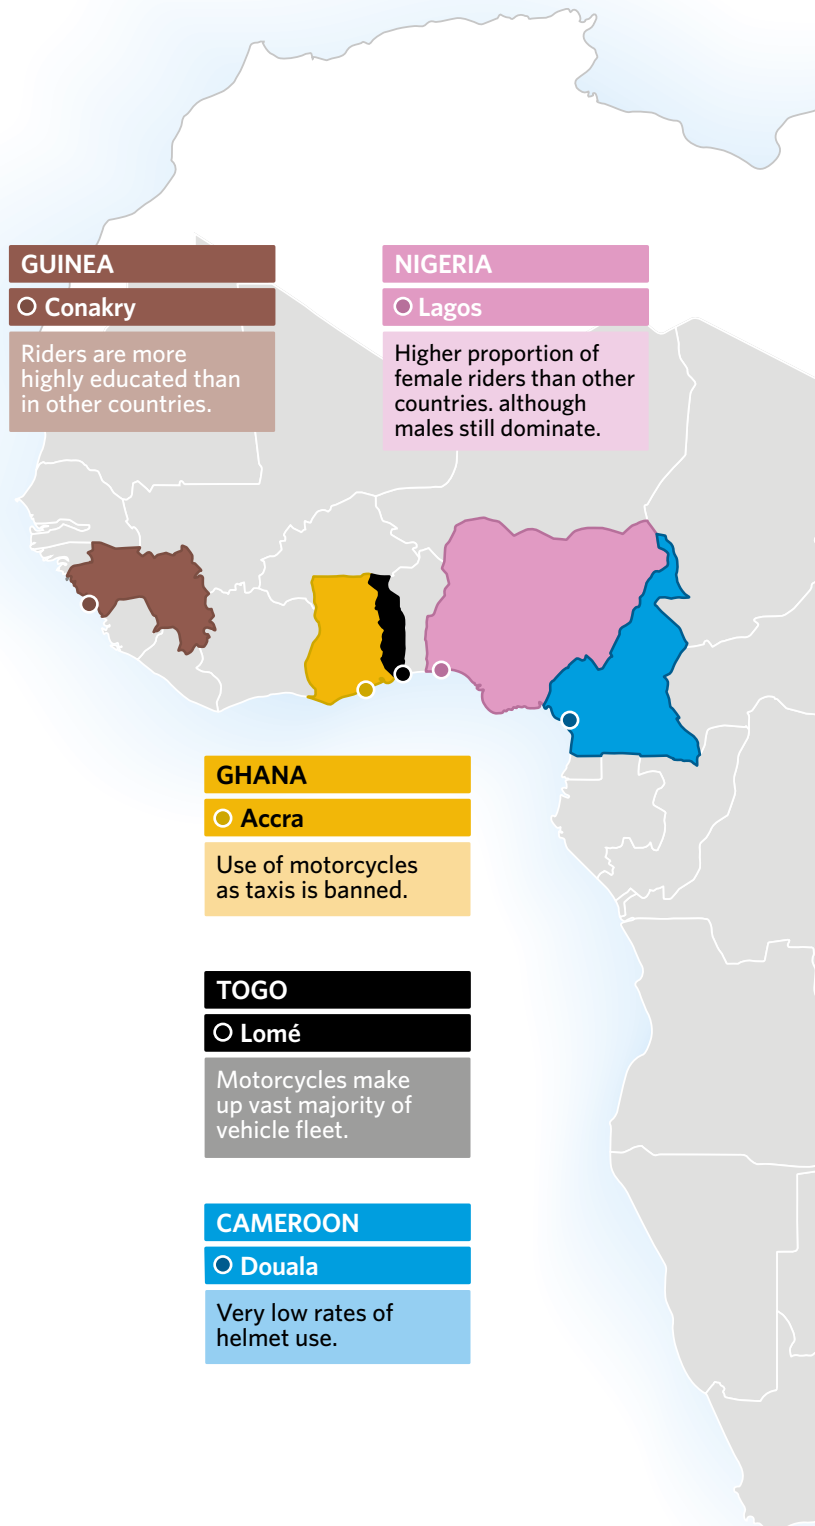 GUINEA
Conakry
Riders are more
highly educated than
in other countries.
NIGERIA
Lagos
Higher proportion of
female riders than other
countries. although
males still dominate.
GHANA
Accra
Use of motorcycles
as taxis is banned.
TOGO
Lomé
Motorcycles make
up vast majority of
vehicle fleet.
CAMEROON
Douala
Very low rates of
helmet use.